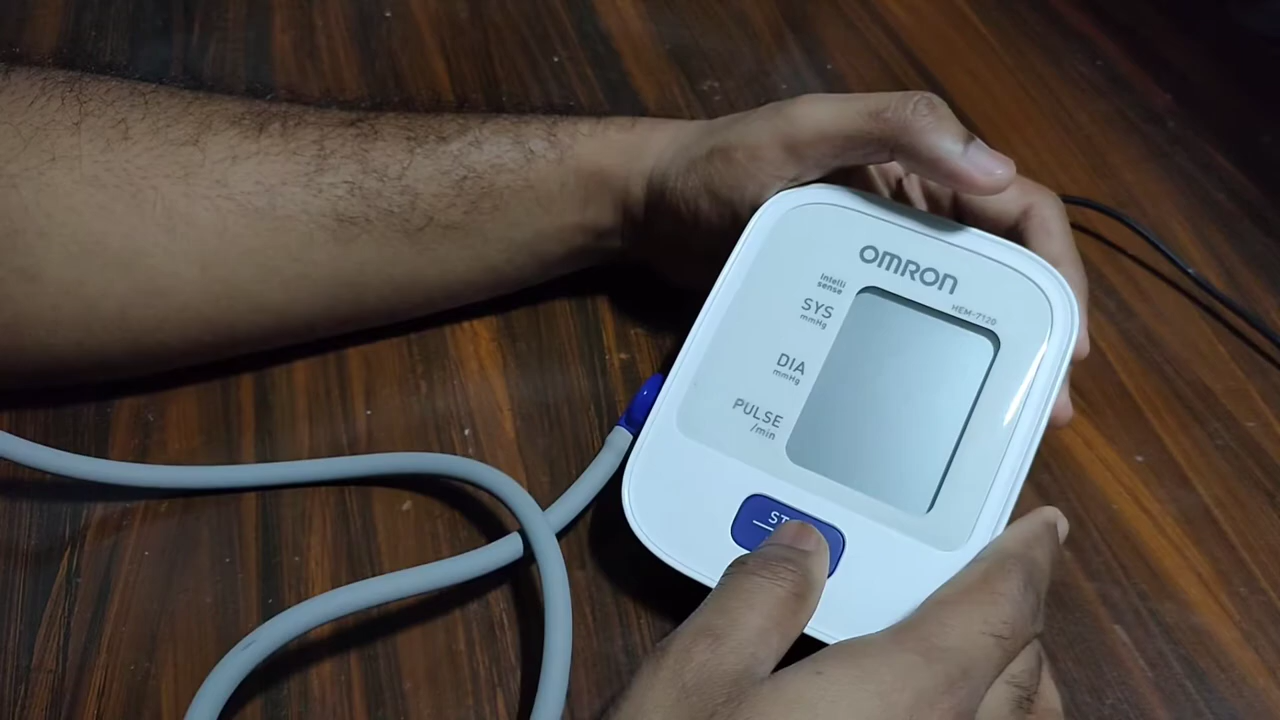 OMRON
intelli
sense
HEM-7120
SYS
mmHg
DIA
mmHg
PULSE
/min